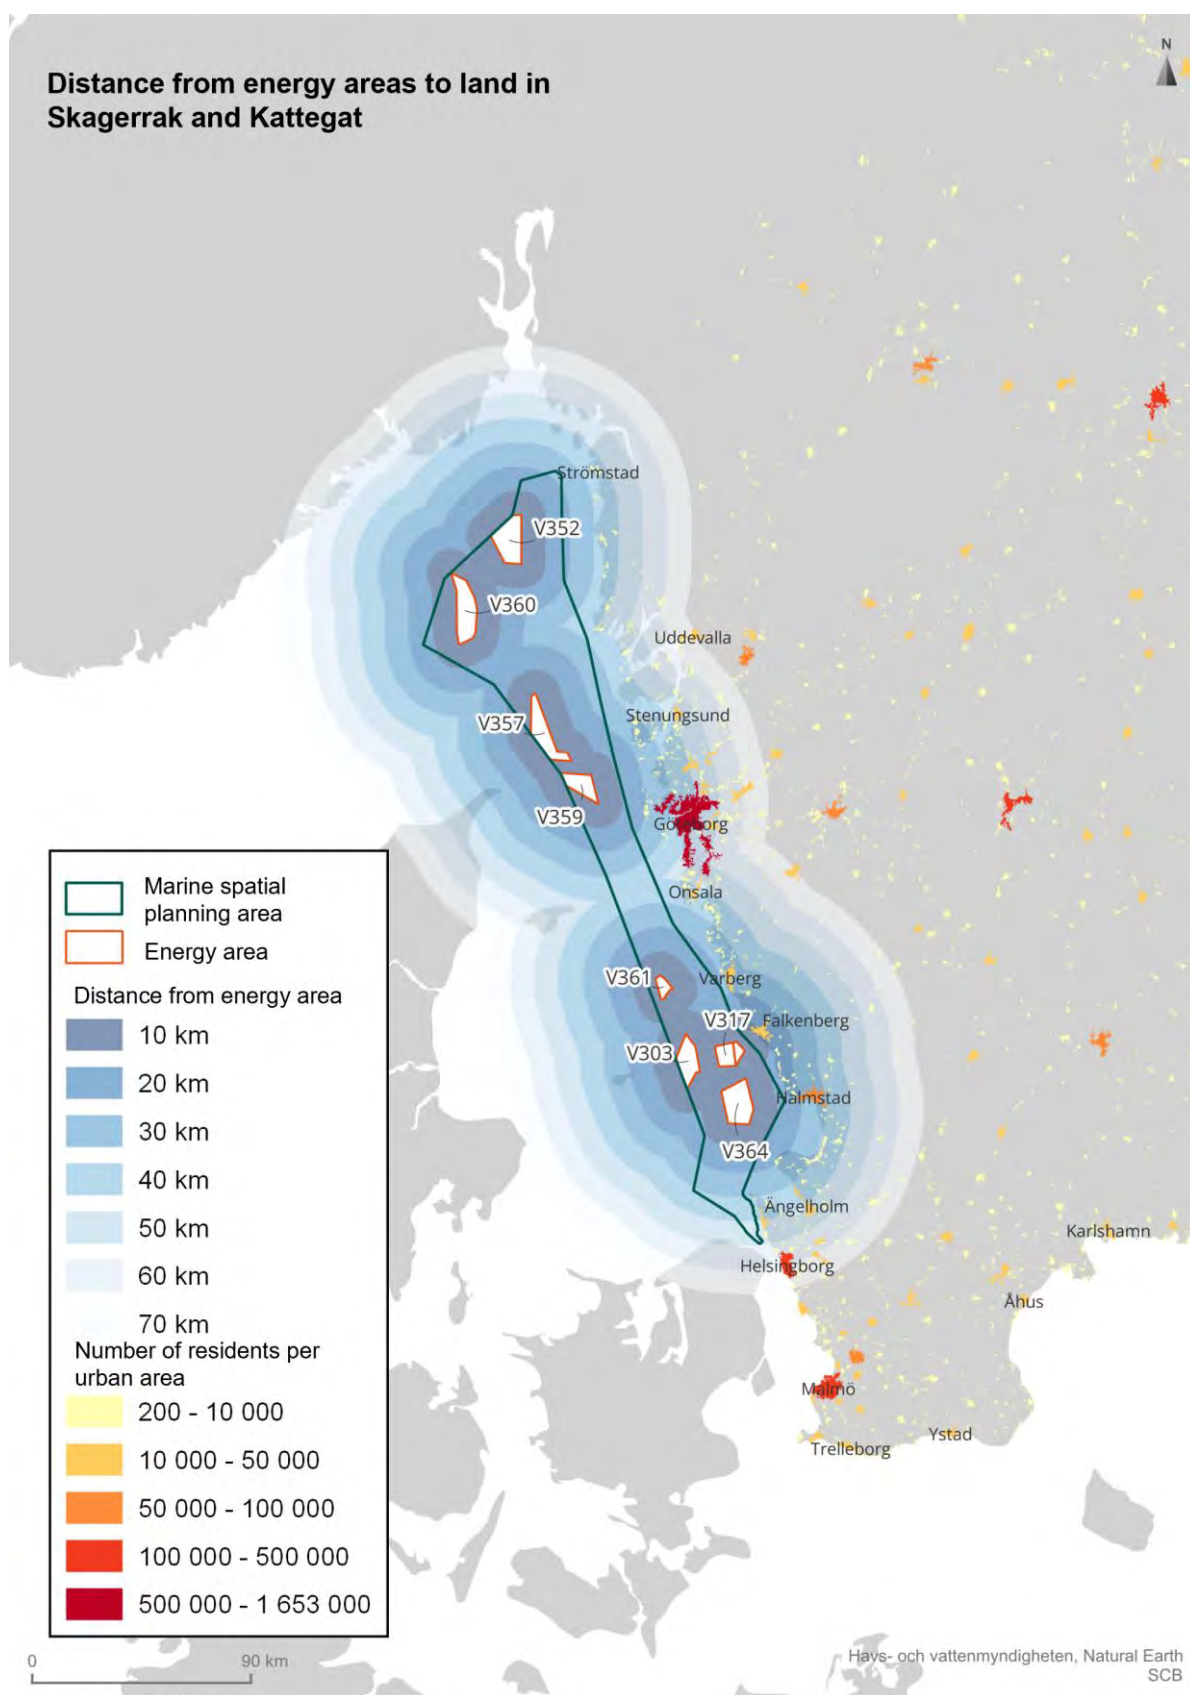 N
Distance from energy areas to land in
Skagerrak and Kattegat
Strömstad
V352
V360
Uddevalla
Stenungsund
V357
V359
Göteborg
Onsala
V361
Varberg
V317
Falkenberg
V303
Halmstad
V364
Ängelholm
Karlshamn
Helsingborg
Åhus
Malmö
Ystad
Trelleborg
Marine spatial
planning area
Energy area
Distance from energy area
10 km
20 km
30 km
40 km
50 km
60 km
70 km
Number of residents per
urban area
200 - 10 000
10 000 - 50 000
50 000 - 100 000
100 000 - 500 000
500 000 - 1 653 000
0 90 km
Havs- och vattenmyndigheten, Natural Earth
SCB